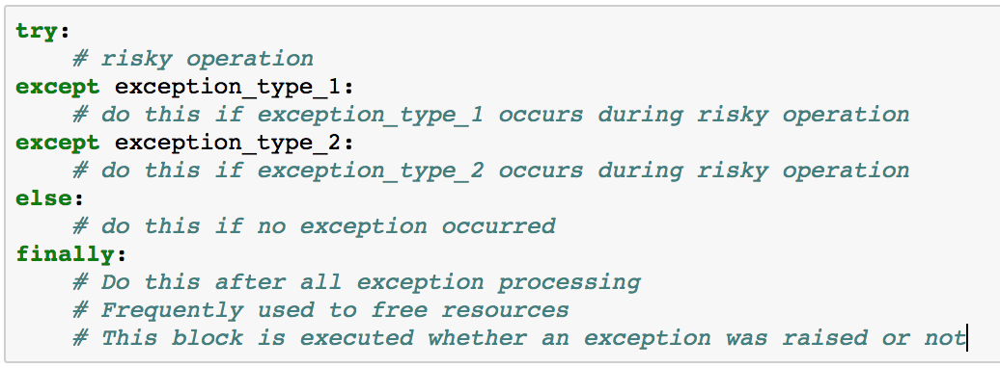 try:
    # risky operation
except exception_type_1:
    # do this if exception_type_1 occurs during risky operation
except exception_type_2:
    # do this if exception_type_2 occurs during risky operation
else:
    # do this if no exception occurred
finally:
    # Do this after all exception processing
    # Frequently used to free resources
    # This block is executed whether an exception was raised or not